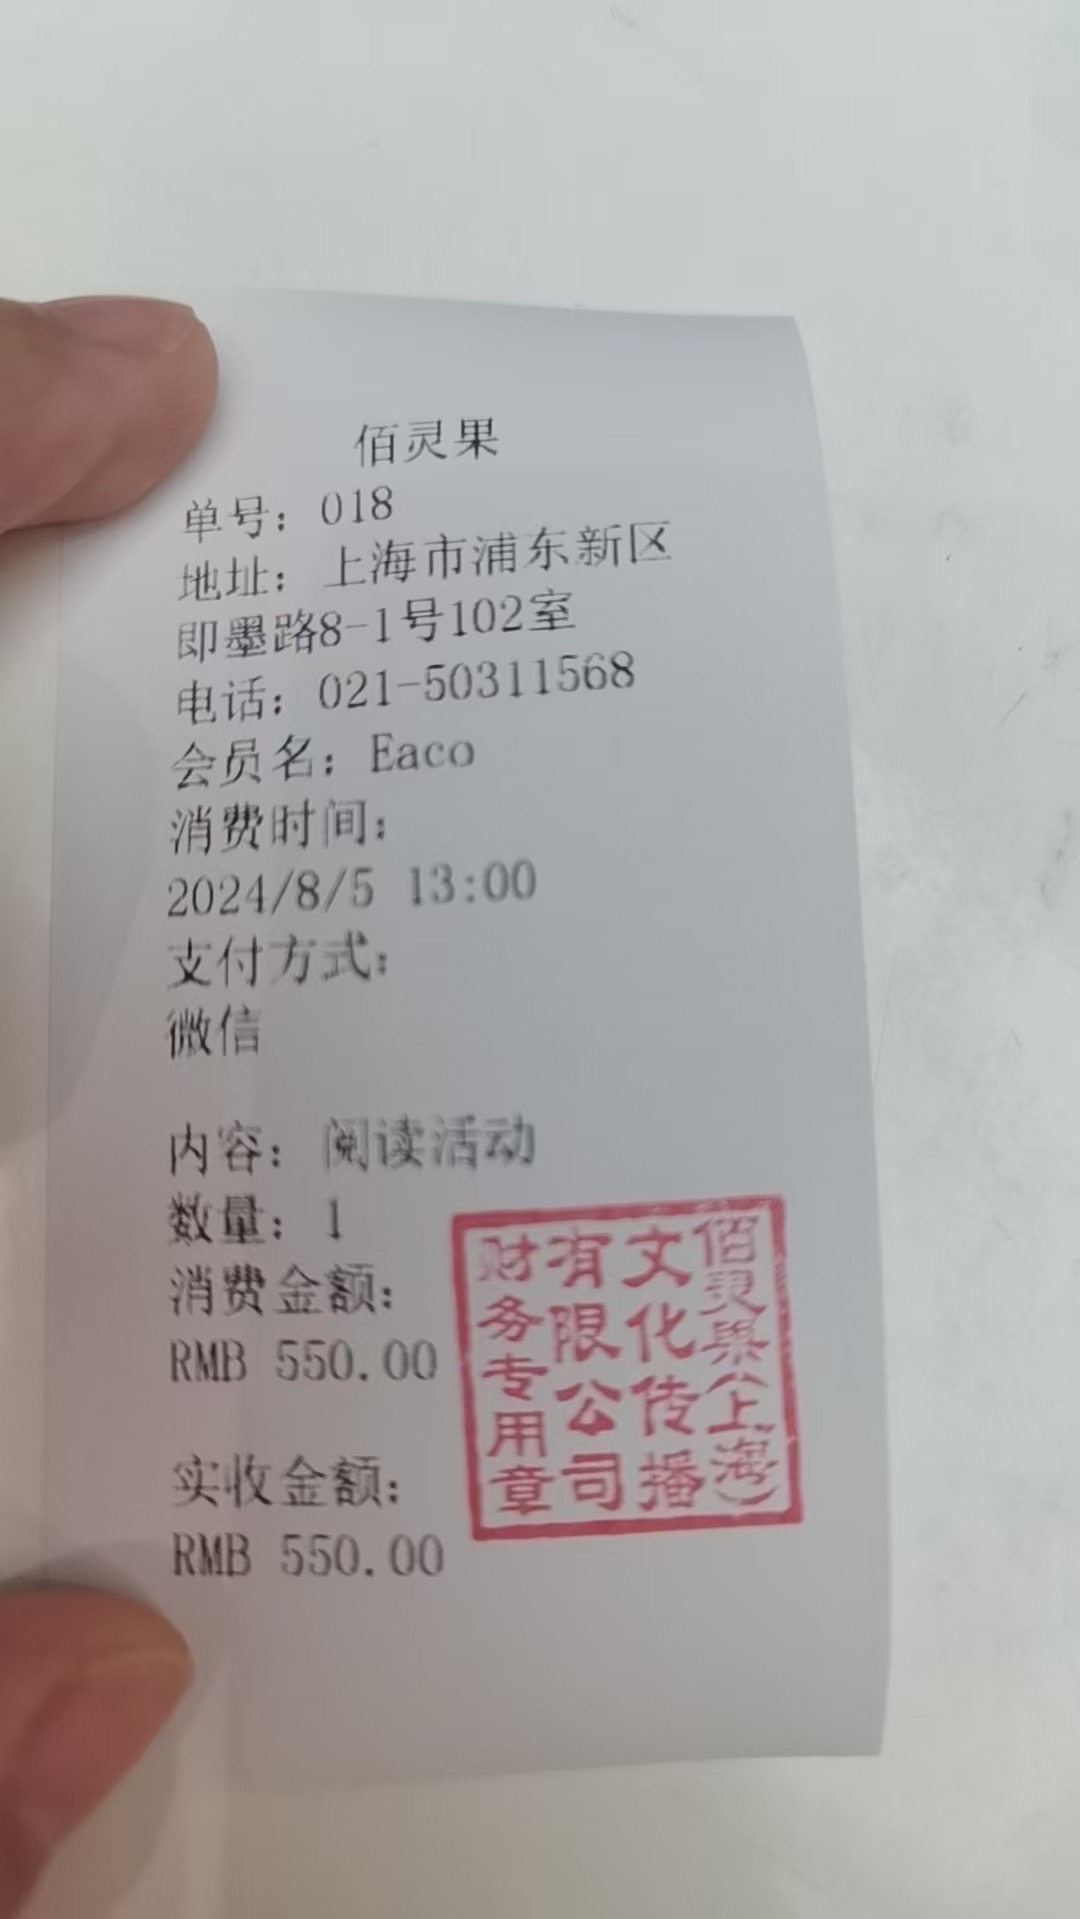 佰灵果
单号：018
地址：上海市浦东新区
即墨路8-1号102室
电话：021-50311568
会员名：Eaco
消费时间：
2024/8/5 13:00
支付方式：
微信
内容：阅读活动
数量：1
消费金额：
RMB 550.00
实收金额：
RMB 550.00
佰灵果（上海）
文化传播
有限公司
财务专用章